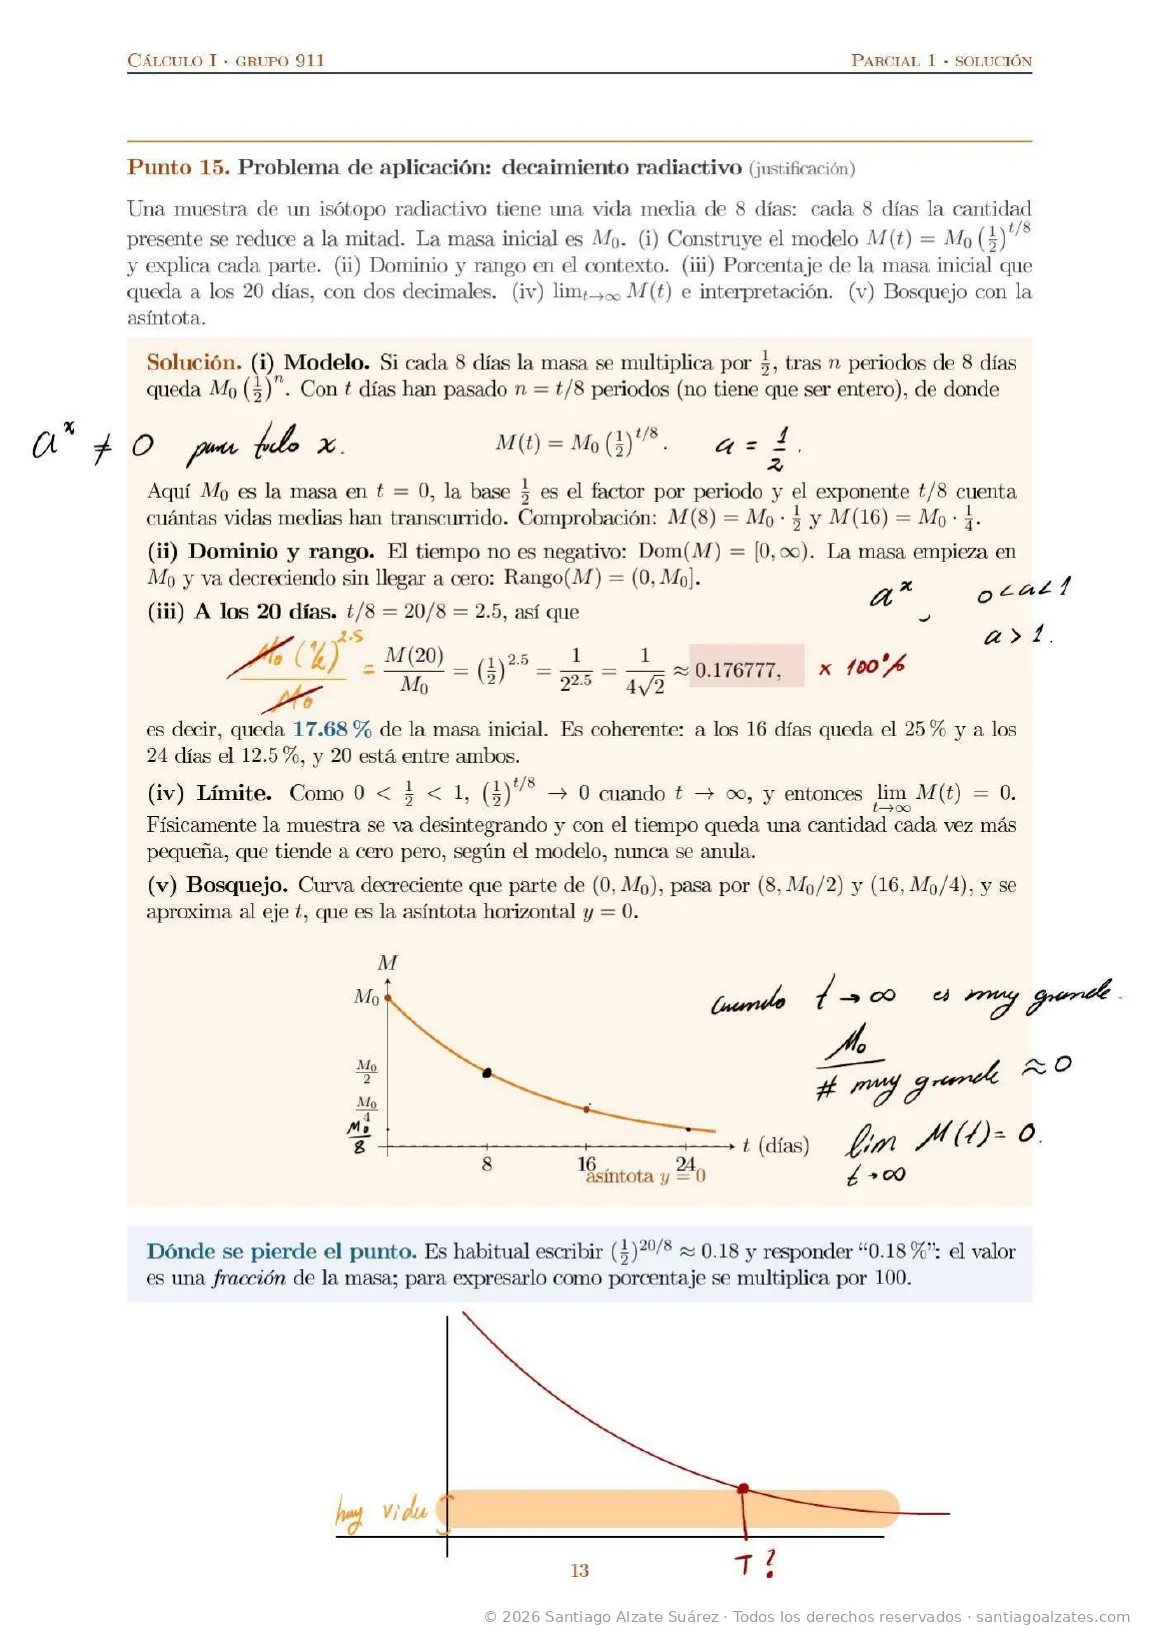 CÁLCULO I · GRUPO 911
PARCIAL 1 · SOLUCIÓN
Punto 15. Problema de aplicación: decaimiento radiactivo (justificación)
Una muestra de un isótopo radiactivo tiene una vida media de 8 días: cada 8 días la cantidad
presente se reduce a la mitad. La masa inicial es M₀. (i) Construye el modelo M(t) = M₀ (1/2)^{t/8}
y explica cada parte. (ii) Dominio y rango en el contexto. (iii) Porcentaje de la masa inicial que
queda a los 20 días, con dos decimales. (iv) lim_{t→∞} M(t) e interpretación. (v) Bosquejo con la
asíntota.
Solución. (i) Modelo. Si cada 8 días la masa se multiplica por 1/2, tras n periodos de 8 días
queda M₀ (1/2)^n. Con t días han pasado n = t/8 periodos (no tiene que ser entero), de donde
a^x ≠ 0 para todo x.
M(t) = M₀ (1/2)^{t/8}.
a = 1/2.
Aquí M₀ es la masa en t = 0, la base 1/2 es el factor por periodo y el exponente t/8 cuenta
cuántas vidas medias han transcurrido. Comprobación: M(8) = M₀ · 1/2 y M(16) = M₀ · 1/4.
(ii) Dominio y rango. El tiempo no es negativo: Dom(M) = [0, ∞). La masa empieza en
M₀ y va decreciendo sin llegar a cero: Rango(M) = (0, M₀].
a^x 0<a<1
a > 1.
(iii) A los 20 días. t/8 = 20/8 = 2.5, así que
M₀ (1/2)^{2.5} / M₀ = M(20)/M₀ = (1/2)^{2.5} = 1/2^{2.5} = 1/(4√2) ≈ 0.176777, × 100%
es decir, queda 17.68 % de la masa inicial. Es coherente: a los 16 días queda el 25 % y a los
24 días el 12.5 %, y 20 está entre ambos.
(iv) Límite. Como 0 < 1/2 < 1, (1/2)^{t/8} → 0 cuando t → ∞, y entonces lim_{t→∞} M(t) = 0.
Físicamente la muestra se va desintegrando y con el tiempo queda una cantidad cada vez más
pequeña, que tiende a cero pero, según el modelo, nunca se anula.
(v) Bosquejo. Curva decreciente que parte de (0, M₀), pasa por (8, M₀/2) y (16, M₀/4), y se
aproxima al eje t, que es la asíntota horizontal y = 0.
M
M₀
M₀/2
M₀/4
M₀/8
8
16
24
t (días)
asíntota y = 0
Cuando t → ∞ es muy grande.
M₀ / # muy grande ≈ 0
lim M(t) = 0.
t → ∞
Dónde se pierde el punto. Es habitual escribir (1/2)^{20/8} ≈ 0.18 y responder “0.18 %”: el valor
es una fracción de la masa; para expresarlo como porcentaje se multiplica por 100.
hay vida
T ?
13
© 2026 Santiago Alzate Suárez · Todos los derechos reservados · santiagoalzates.com